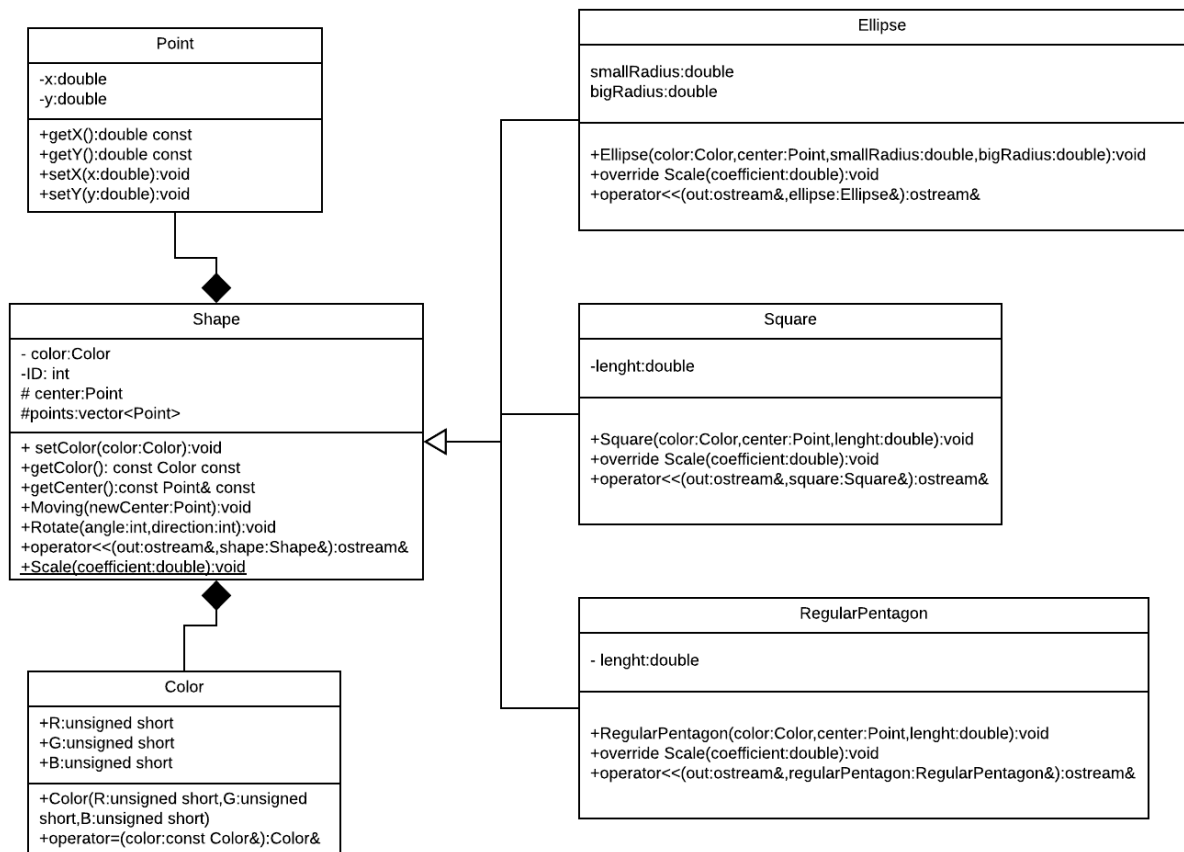 Point
-x:double
-y:double
+getX():double const
+getY():double const
+setX(x:double):void
+setY(y:double):void
Shape
- color:Color
-ID: int
# center:Point
#points:vector<Point>
+ setColor(color:Color):void
+getColor(): const Color const
+getCenter():const Point& const
+Moving(newCenter:Point):void
+Rotate(angle:int,direction:int):void
+operator<<(out:ostream&,shape:Shape&):ostream&
+Scale(coefficient:double):void
Color
+R:unsigned short
+G:unsigned short
+B:unsigned short
+Color(R:unsigned short,G:unsigned
short,B:unsigned short)
+operator=(color:const Color&):Color&
Ellipse
smallRadius:double
bigRadius:double
+Ellipse(color:Color,center:Point,smallRadius:double,bigRadius:double):void
+override Scale(coefficient:double):void
+operator<<(out:ostream&,ellipse:Ellipse&):ostream&
Square
-lenght:double
+Square(color:Color,center:Point,lenght:double):void
+override Scale(coefficient:double):void
+operator<<(out:ostream&,square:Square&):ostream&
RegularPentagon
- lenght:double
+RegularPentagon(color:Color,center:Point,lenght:double):void
+override Scale(coefficient:double):void
+operator<<(out:ostream&,regularPentagon:RegularPentagon&):ostream&